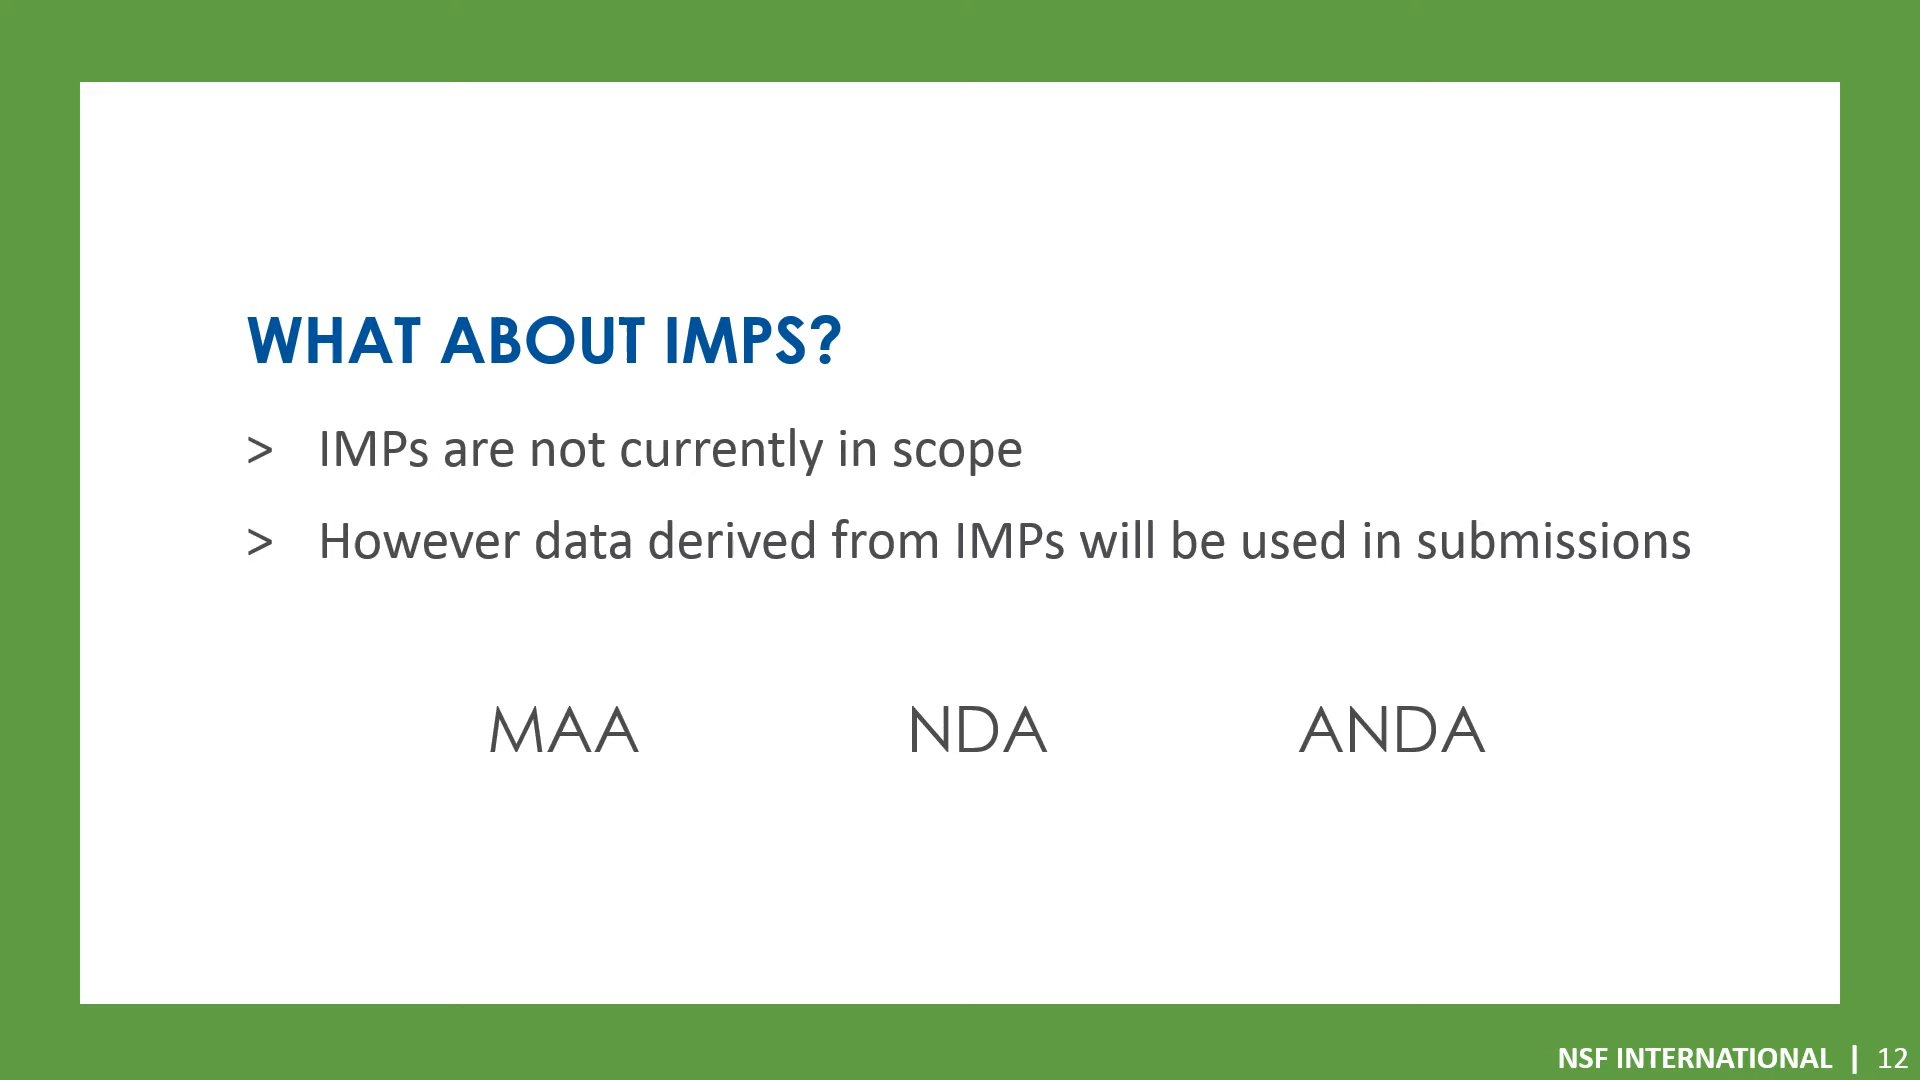 WHAT ABOUT IMPS?
> IMPs are not currently in scope
> However data derived from IMPs will be used in submissions
MAA NDA ANDA
NSF INTERNATIONAL | 12